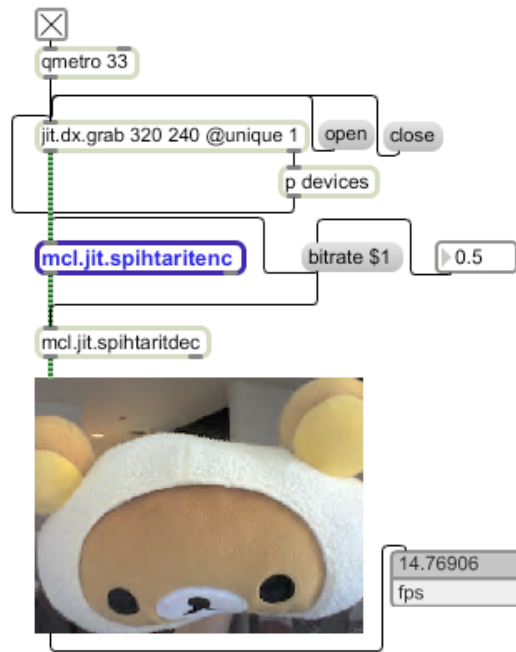 qmetro 33
jit.dx.grab 320 240 @unique 1
open
close
p devices
mcl.jit.spihtaritenc
bitrate $1
0.5
mcl.jit.spihtaritdec
14.76906
fps